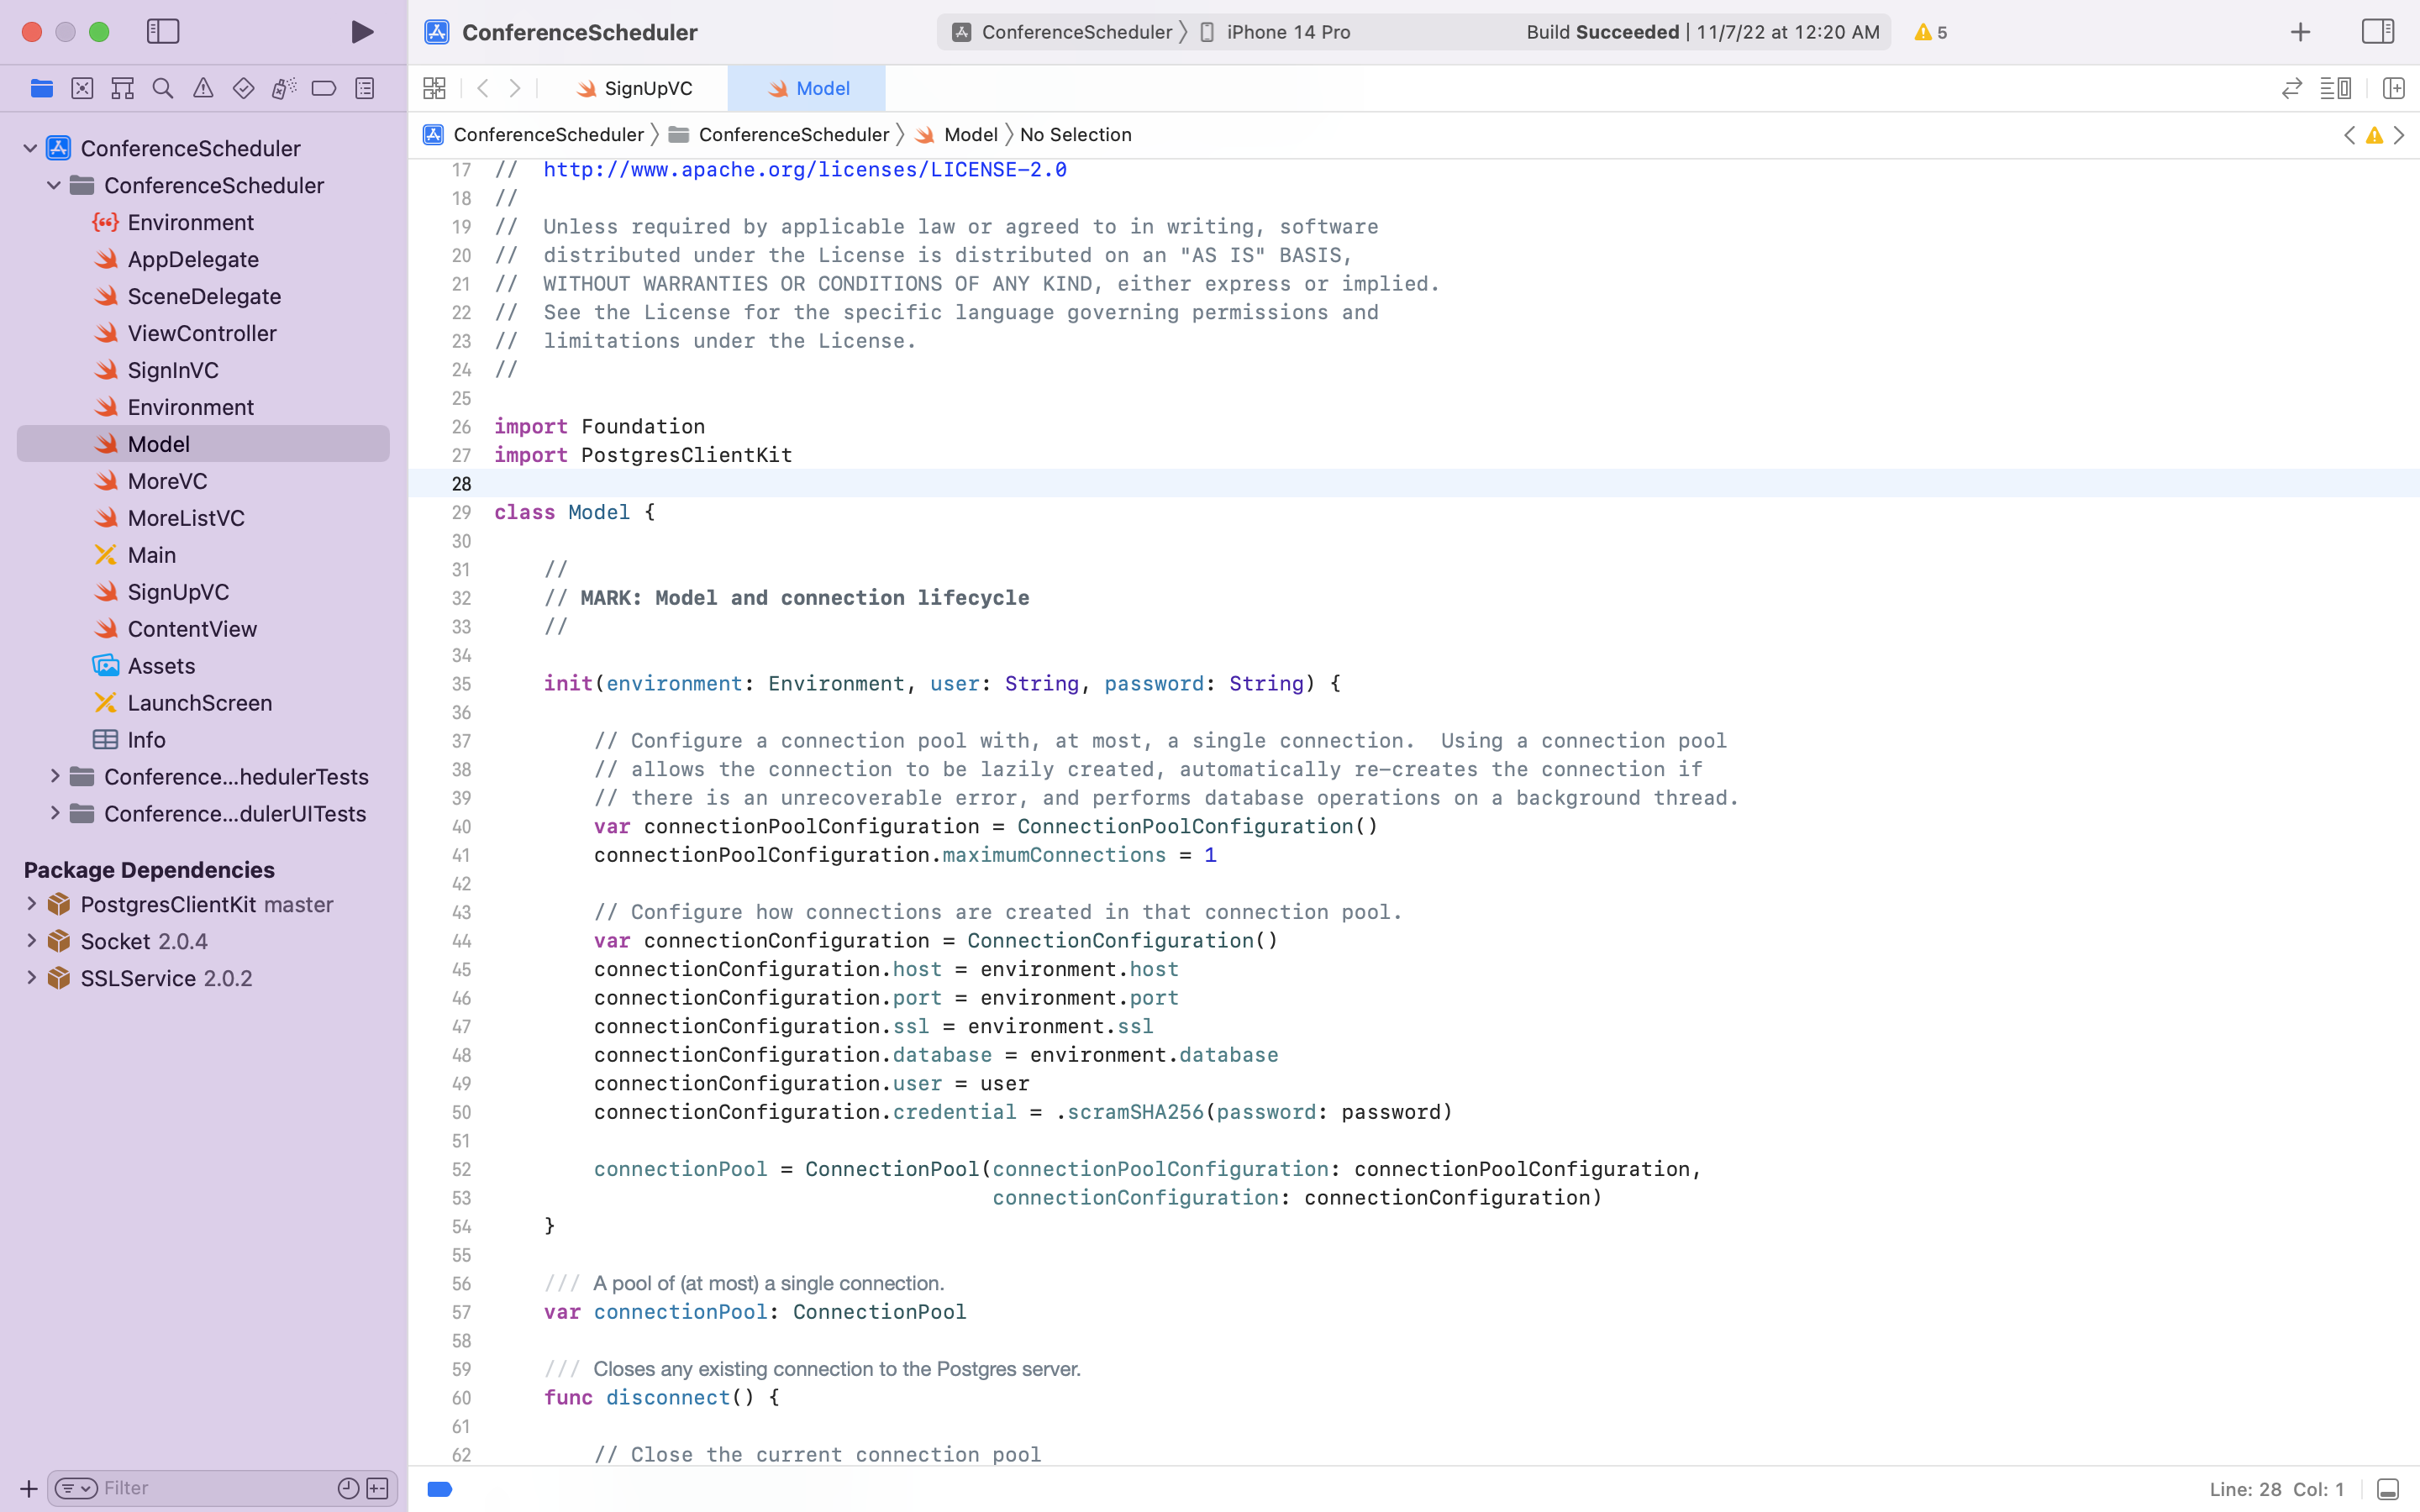 ConferenceScheduler
ConferenceScheduler
iPhone 14 Pro
Build Succeeded | 11/7/22 at 12:20 AM
5
SignUpVC
Model
ConferenceScheduler
ConferenceScheduler
Model
No Selection
ConferenceScheduler
ConferenceScheduler
Environment
AppDelegate
SceneDelegate
ViewController
SignInVC
Environment
Model
MoreVC
MoreListVC
Main
SignUpVC
ContentView
Assets
LaunchScreen
Info
Conference...hedulerTests
Conference...dulerUITests
Package Dependencies
PostgresClientKit master
Socket 2.0.4
SSLService 2.0.2
Filter
17 //  http://www.apache.org/licenses/LICENSE-2.0
18 //
19 //  Unless required by applicable law or agreed to in writing, software
20 //  distributed under the License is distributed on an "AS IS" BASIS,
21 //  WITHOUT WARRANTIES OR CONDITIONS OF ANY KIND, either express or implied.
22 //  See the License for the specific language governing permissions and
23 //  limitations under the License.
24 //
25
26 import Foundation
27 import PostgresClientKit
28
29 class Model {
30
31     //
32     // MARK: Model and connection lifecycle
33     //
34
35     init(environment: Environment, user: String, password: String) {
36
37         // Configure a connection pool with, at most, a single connection.  Using a connection pool
38         // allows the connection to be lazily created, automatically re-creates the connection if
39         // there is an unrecoverable error, and performs database operations on a background thread.
40         var connectionPoolConfiguration = ConnectionPoolConfiguration()
41         connectionPoolConfiguration.maximumConnections = 1
42
43         // Configure how connections are created in that connection pool.
44         var connectionConfiguration = ConnectionConfiguration()
45         connectionConfiguration.host = environment.host
46         connectionConfiguration.port = environment.port
47         connectionConfiguration.ssl = environment.ssl
48         connectionConfiguration.database = environment.database
49         connectionConfiguration.user = user
50         connectionConfiguration.credential = .scramSHA256(password: password)
51
52         connectionPool = ConnectionPool(connectionPoolConfiguration: connectionPoolConfiguration,
53                                         connectionConfiguration: connectionConfiguration)
54     }
55
56     /// A pool of (at most) a single connection.
57     var connectionPool: ConnectionPool
58
59     /// Closes any existing connection to the Postgres server.
60     func disconnect() {
61
62         // Close the current connection pool
Line: 28  Col: 1